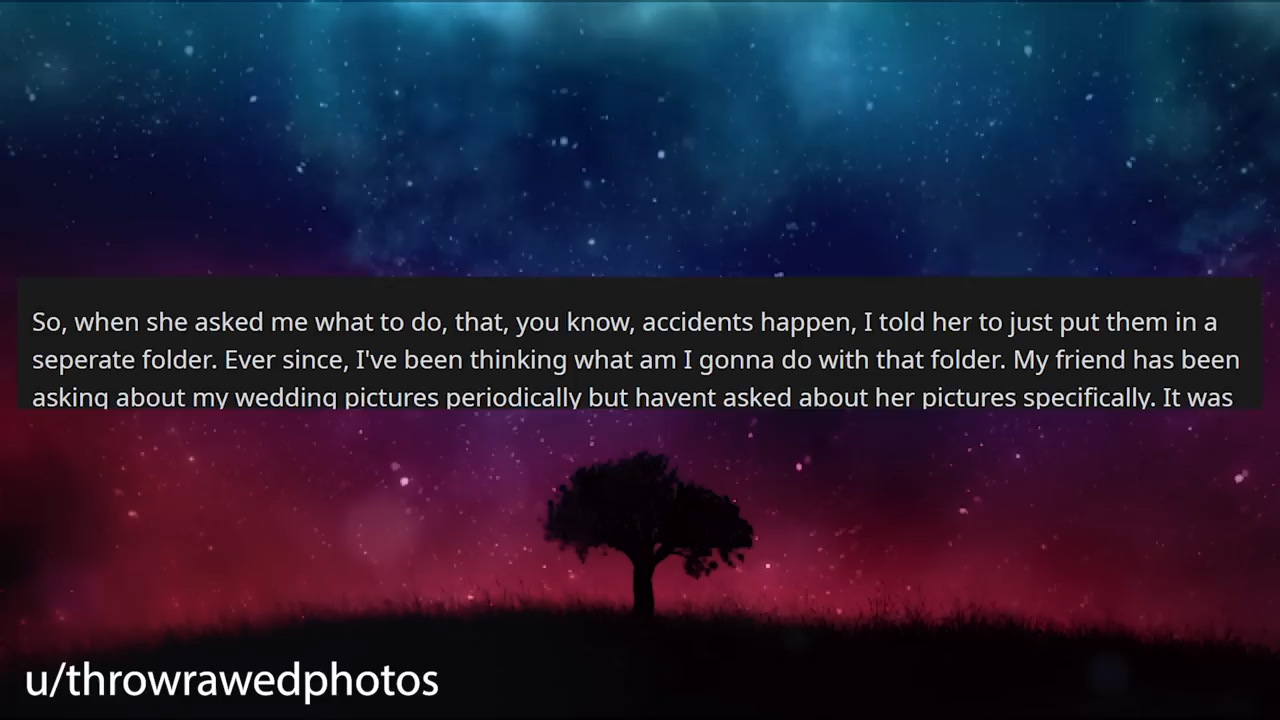 So, when she asked me what to do, that, you know, accidents happen, I told her to just put them in a
seperate folder. Ever since, I've been thinking what am I gonna do with that folder. My friend has been
asking about my wedding pictures periodically but havent asked about her pictures specifically. It was
u/throwrawedphotos